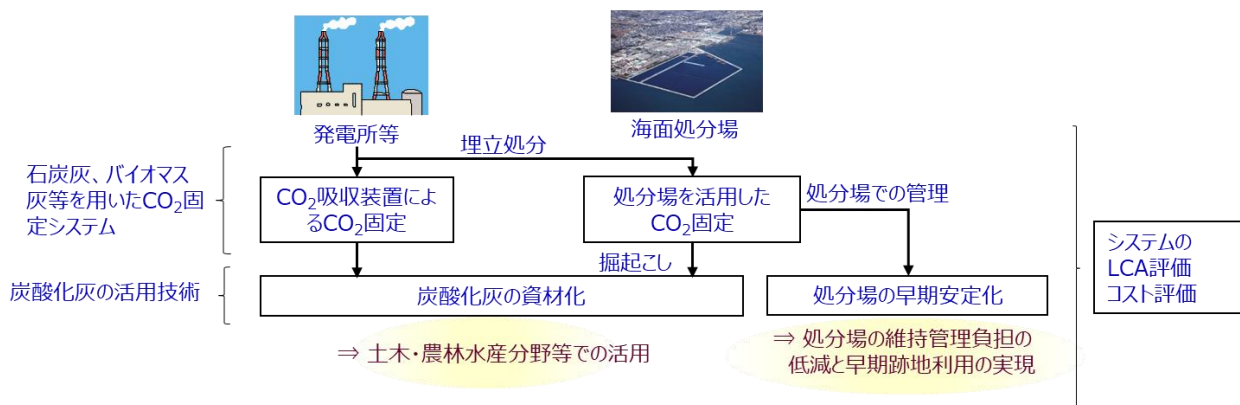 発電所等
海面処分場
埋立処分
石炭灰、バイオマス
灰等を用いたCO₂固
定システム
CO₂吸収装置によ
るCO₂固定
処分場を活用した
CO₂固定
処分場での管理
掘起こし
システムの
LCA評価
コスト評価
炭酸化灰の活用技術
炭酸化灰の資材化
処分場の早期安定化
⇒ 土木・農林水産分野等での活用
⇒ 処分場の維持管理負担の
低減と早期跡地利用の実現